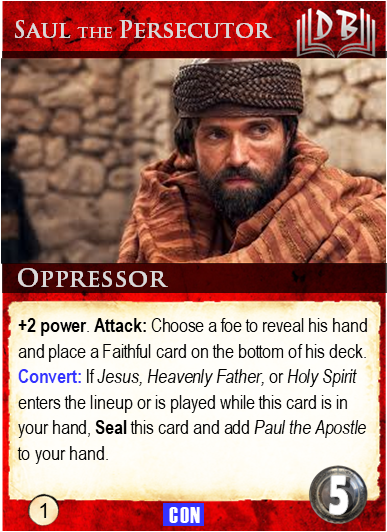 Saul the Persecutor
DB
Oppressor
+2 power. Attack: Choose a foe to reveal his hand
and place a Faithful card on the bottom of his deck.
Convert: If Jesus, Heavenly Father, or Holy Spirit
enters the lineup or is played while this card is in
your hand, Seal this card and add Paul the Apostle
to your hand.
1
CON
5